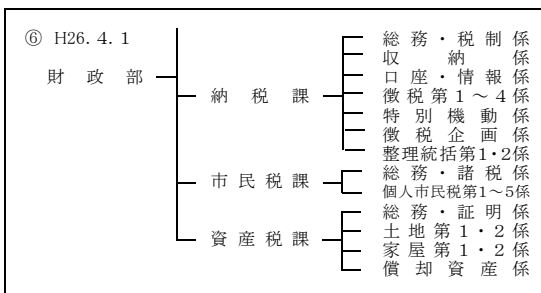 ⑥ H26.4.1
財政部
納税課
総務・税制係
収納係
口座・情報係
徴税第1～4係
特別機動係
徴税企画係
整理統括第1・2係
市民税課
総務・諸税係
個人市民税第1～5係
資産税課
総務・証明係
土地第1・2係
家屋第1・2係
償却資産係